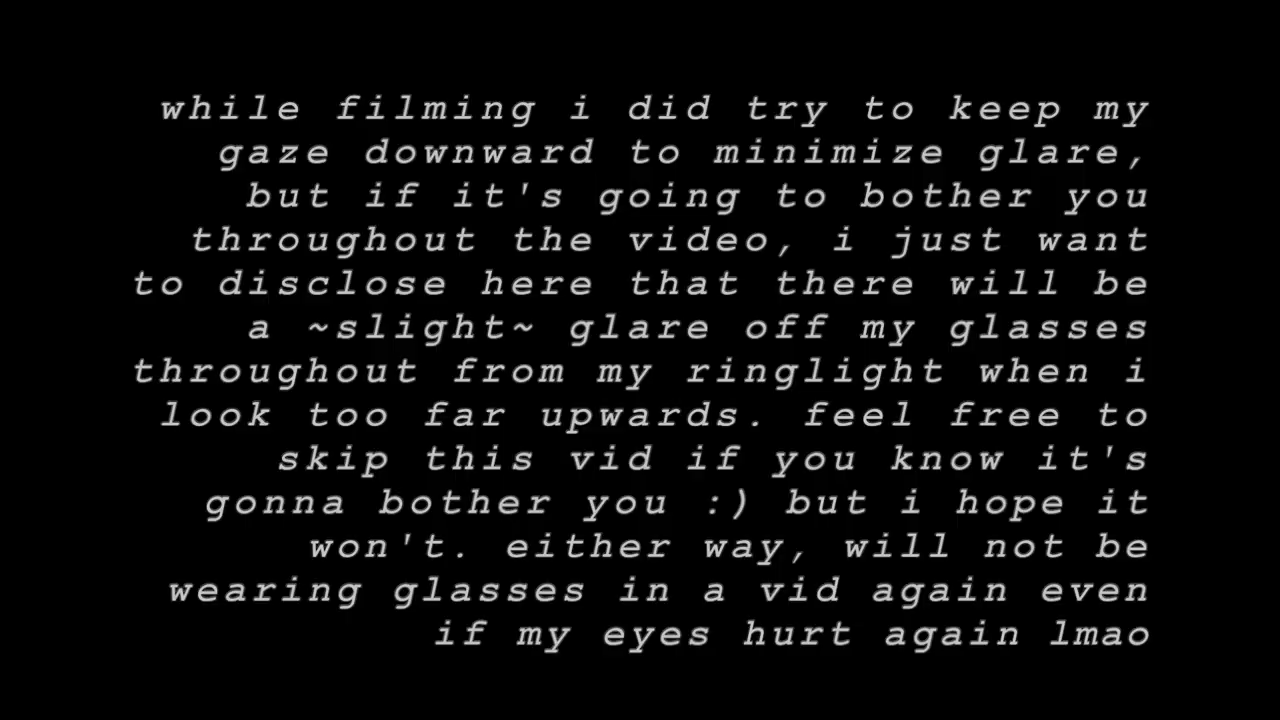 while filming i did try to keep my
gaze downward to minimize glare,
but if it's going to bother you
throughout the video, i just want
to disclose here that there will be
a ~slight~ glare off my glasses
throughout from my ringlight when i
look too far upwards. feel free to
skip this vid if you know it's
gonna bother you :) but i hope it
won't. either way, will not be
wearing glasses in a vid again even
if my eyes hurt again lmao